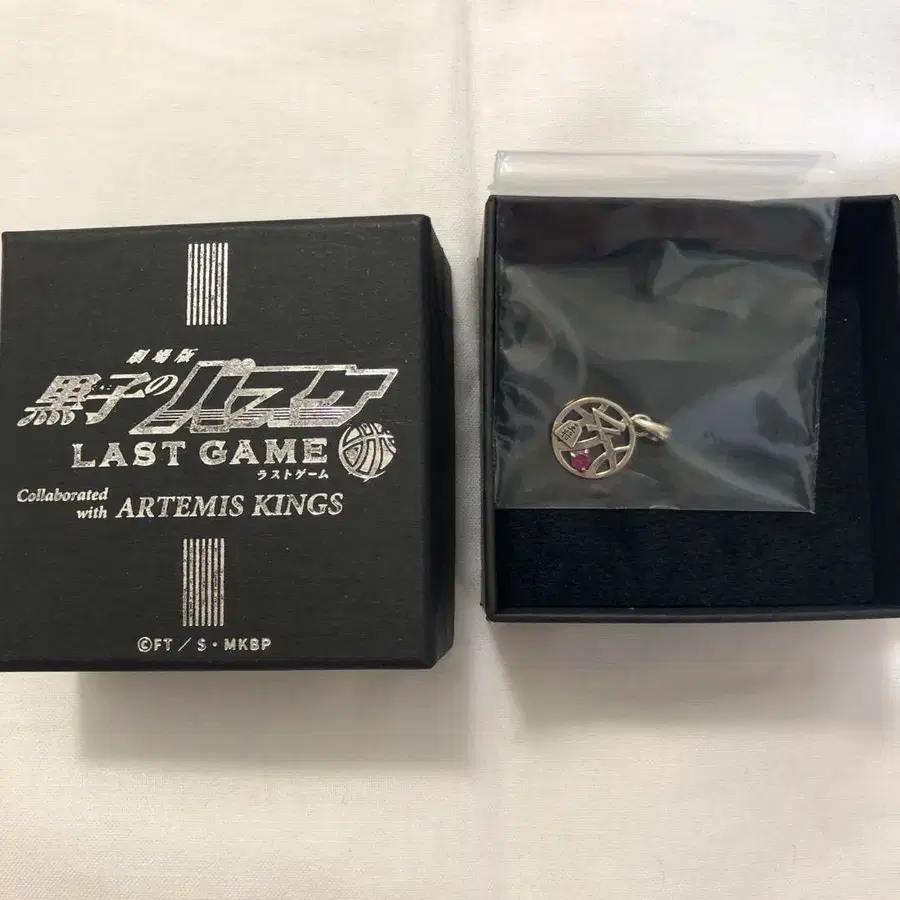 劇場版
黒子のバスケ
LAST GAME
ラストゲーム
Collaborated
with ARTEMIS KINGS
©FT / S・MKBP